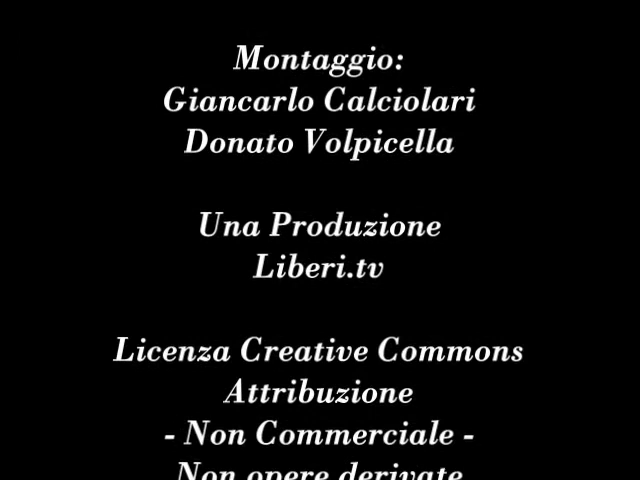 Montaggio:
Giancarlo Calciolari
Donato Volpicella
Una Produzione
Liberi.tv
Licenza Creative Commons
Attribuzione
- Non Commerciale -
Non opere derivate